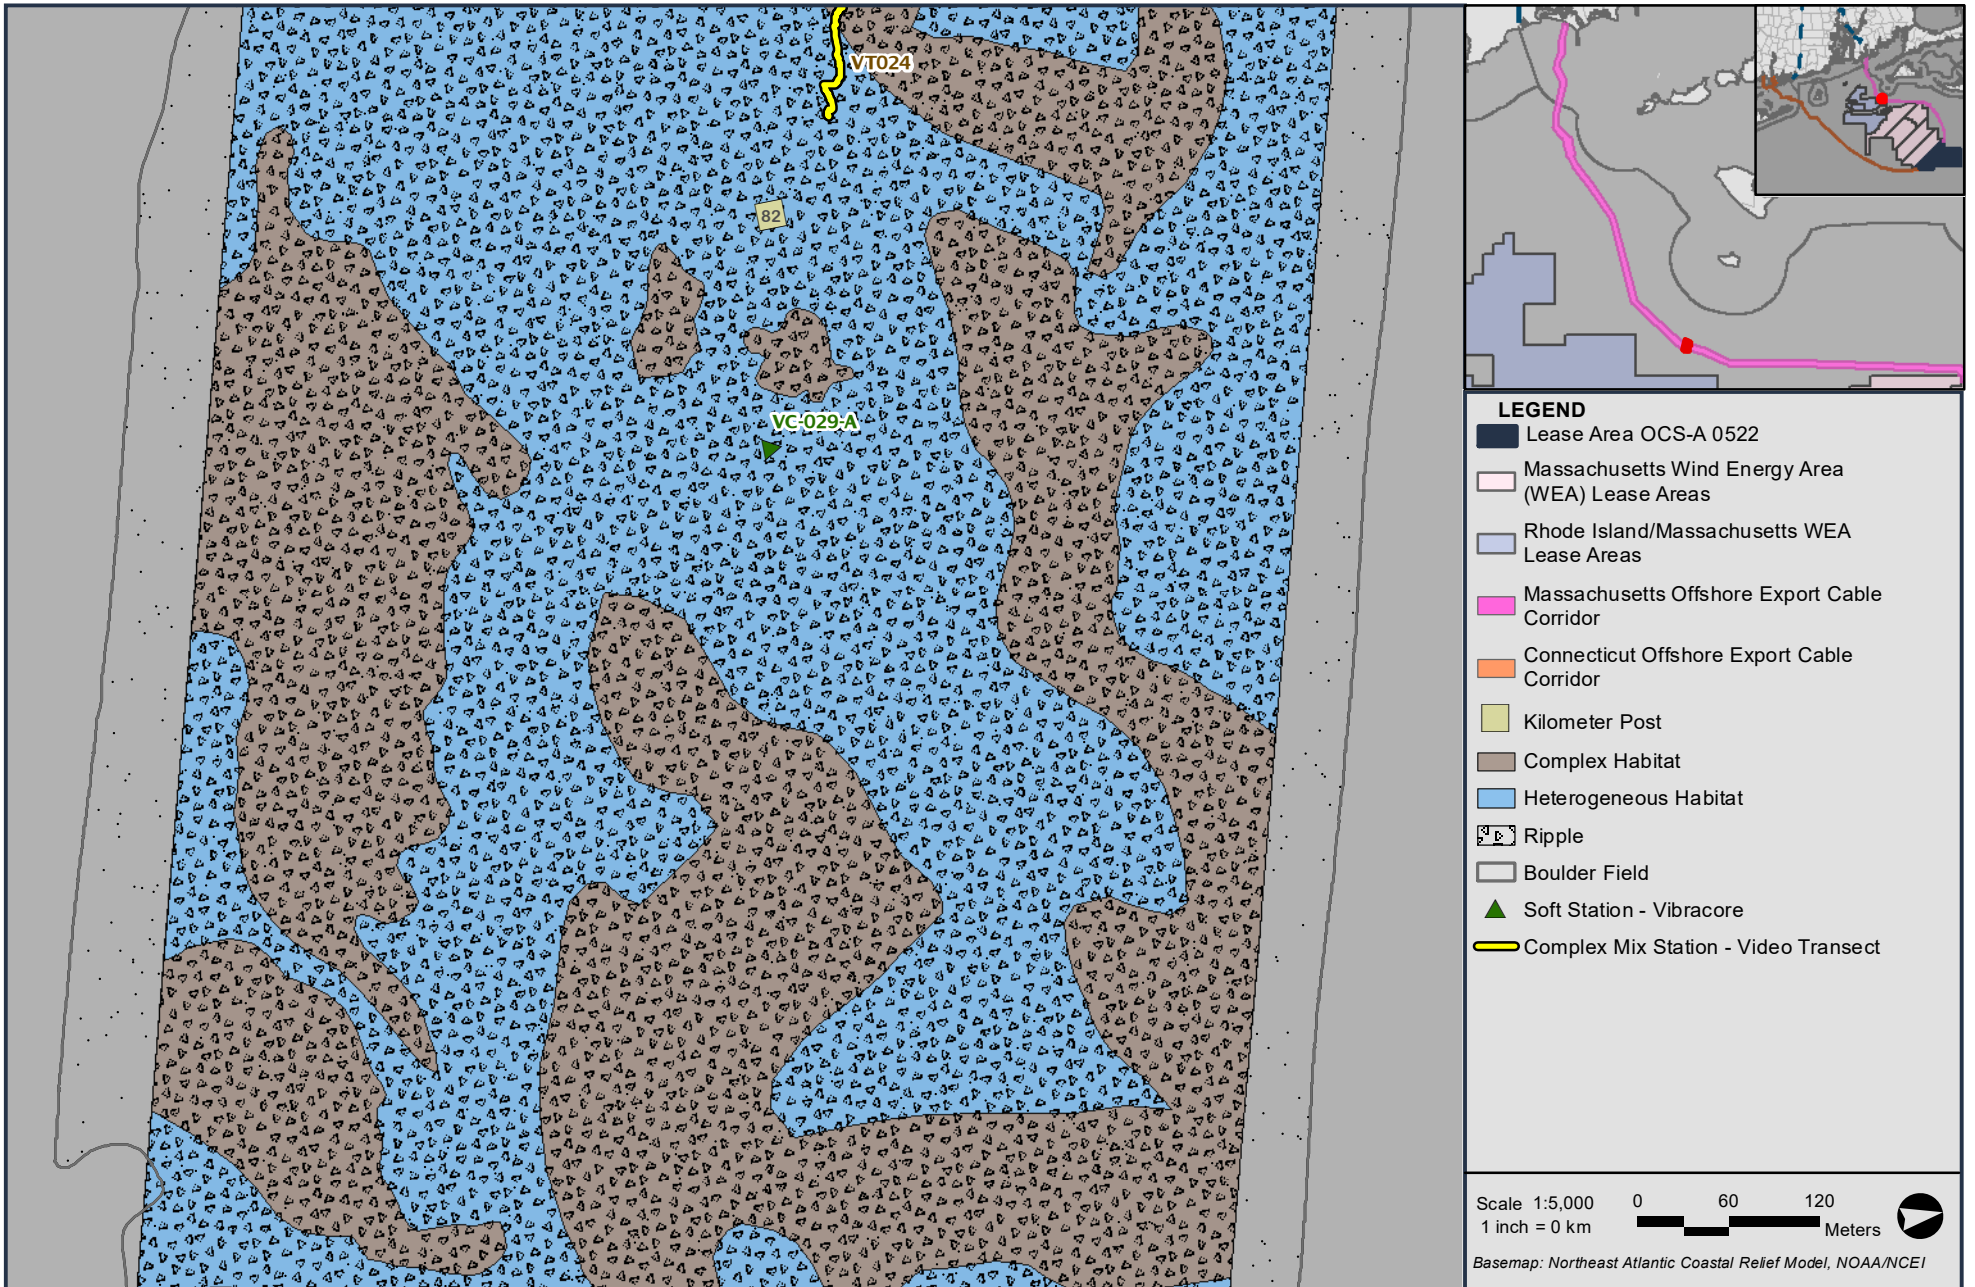 VT024
82
VC-029-A
LEGEND
Lease Area OCS-A 0522
Massachusetts Wind Energy Area
(WEA) Lease Areas
Rhode Island/Massachusetts WEA
Lease Areas
Massachusetts Offshore Export Cable
Corridor
Connecticut Offshore Export Cable
Corridor
Kilometer Post
Complex Habitat
Heterogeneous Habitat
Ripple
Boulder Field
Soft Station - Vibracore
Complex Mix Station - Video Transect
Scale 1:5,000
1 inch = 0 km
0 60 120
Meters
Basemap: Northeast Atlantic Coastal Relief Model, NOAA/NCEI